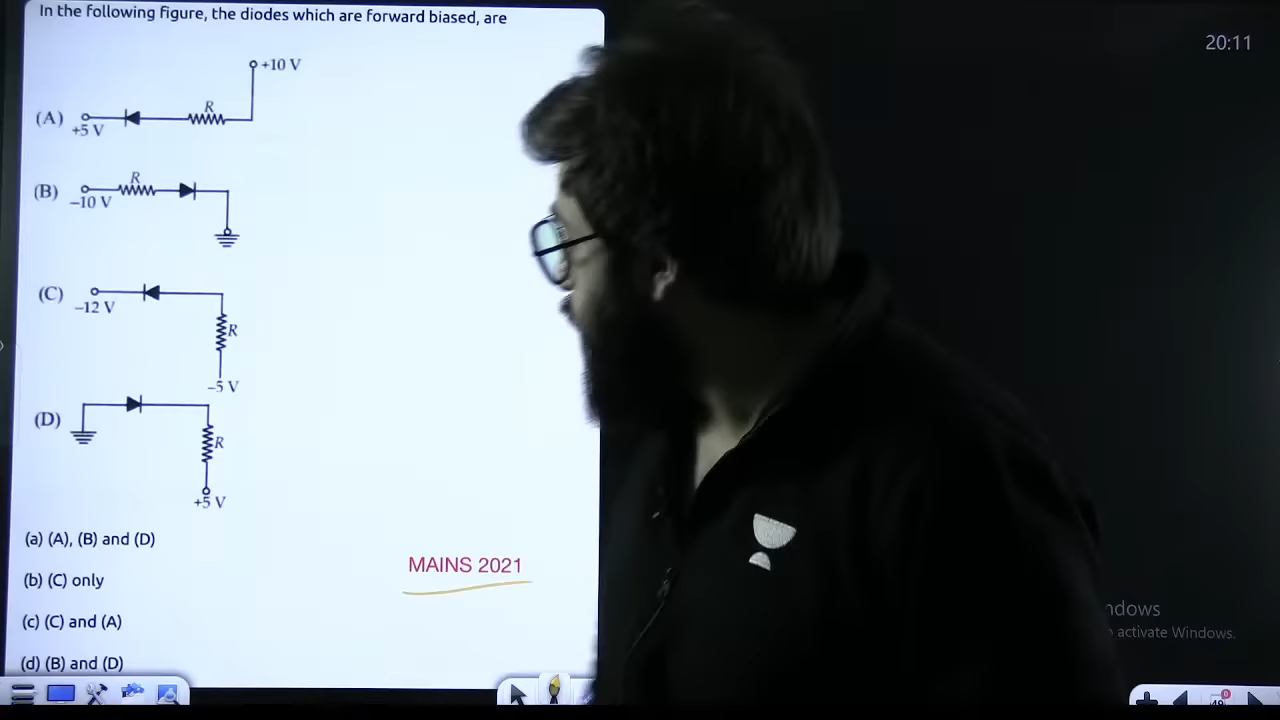 In the following figure, the diodes which are forward biased, are
20:11
+10 V
(A)
R
+5 V
(B)
R
–10 V
(C)
–12 V
R
–5 V
(D)
R
+5 V
(a) (A), (B) and (D)
MAINS 2021
(b) (C) only
(c) (C) and (A)
(d) (B) and (D)
activate Windows.